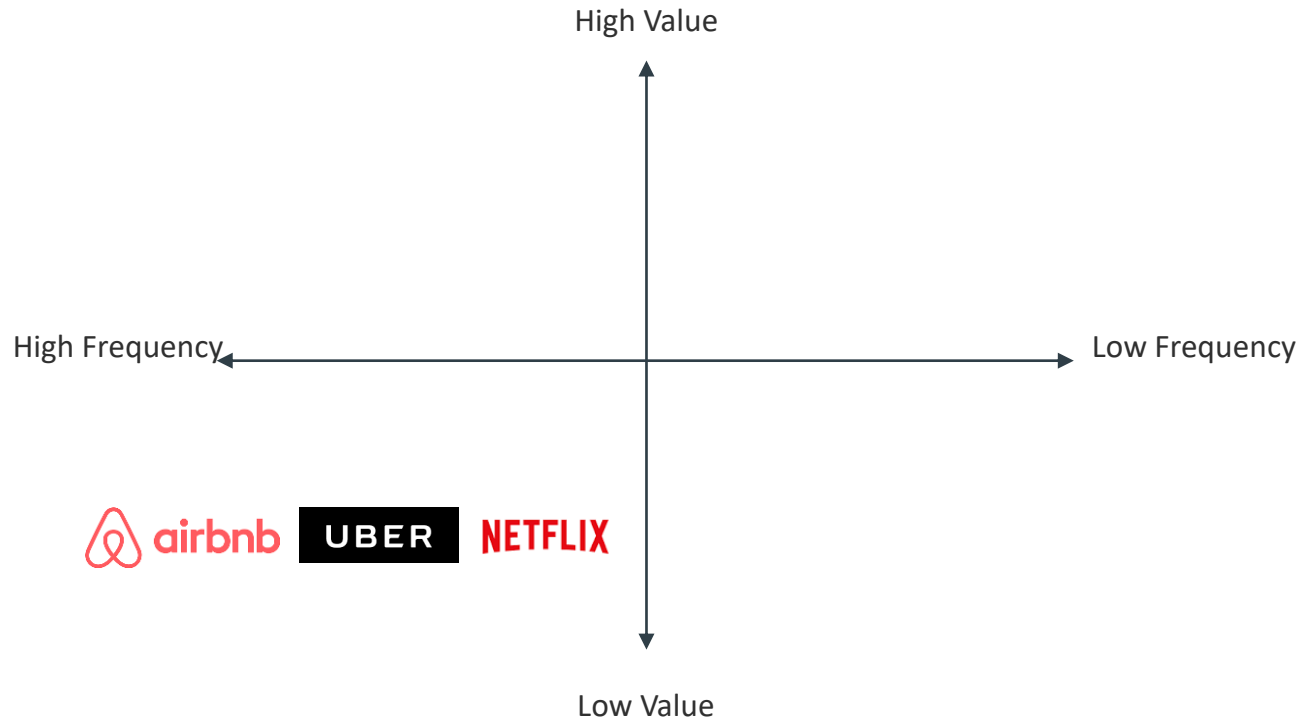 High Value
High Frequency
Low Frequency
airbnb
UBER
NETFLIX
Low Value